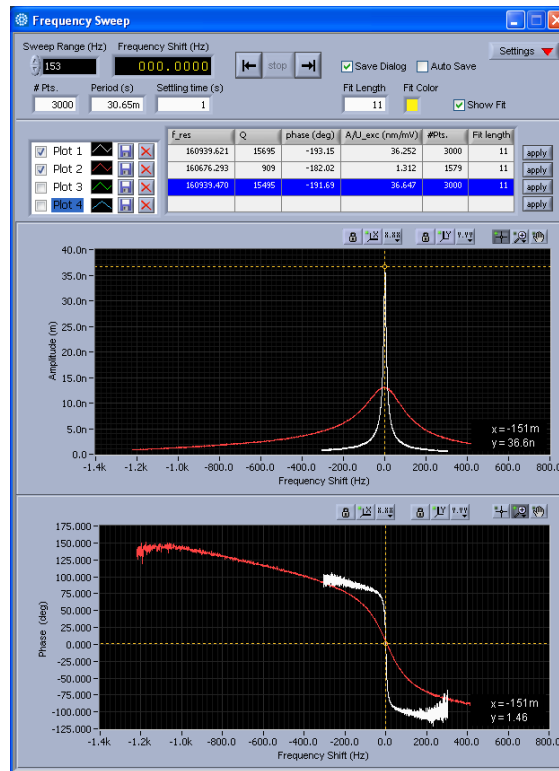 Frequency Sweep
Sweep Range (Hz) Frequency Shift (Hz)
153 000.0000 stop Save Dialog Auto Save Settings
# Pts. Period (s) Settling time (s) Fit Length Fit Color
3000 30.65m 1 11 Show Fit
f_res Q phase (deg) A/U_exc (nm/mV) #Pts. Fit length
Plot 1 160939.621 15695 -193.15 36.252 3000 11 apply
Plot 2 160676.293 909 -182.02 1.312 1579 11 apply
Plot 3 160939.470 15495 -191.69 36.647 3000 11 apply
Plot 4 apply
X X.XX Y Y.YY
40.0n
35.0n
30.0n
25.0n
20.0n
15.0n
10.0n
5.0n
0.0
Amplitude (m)
x=-151m
y=36.6n
-1.4k -1.2k -1.0k -800.0 -600.0 -400.0 -200.0 0.0 200.0 400.0 600.0 800.0
Frequency Shift (Hz)
X X.XX Y Y.YY
175.000
150.000
125.000
100.000
75.000
50.000
25.000
0.000
-25.000
-50.000
-75.000
-100.000
-125.000
Phase (deg)
x=-151m
y=1.46
-1.4k -1.2k -1.0k -800.0 -600.0 -400.0 -200.0 0.0 200.0 400.0 600.0 800.0
Frequency Shift (Hz)